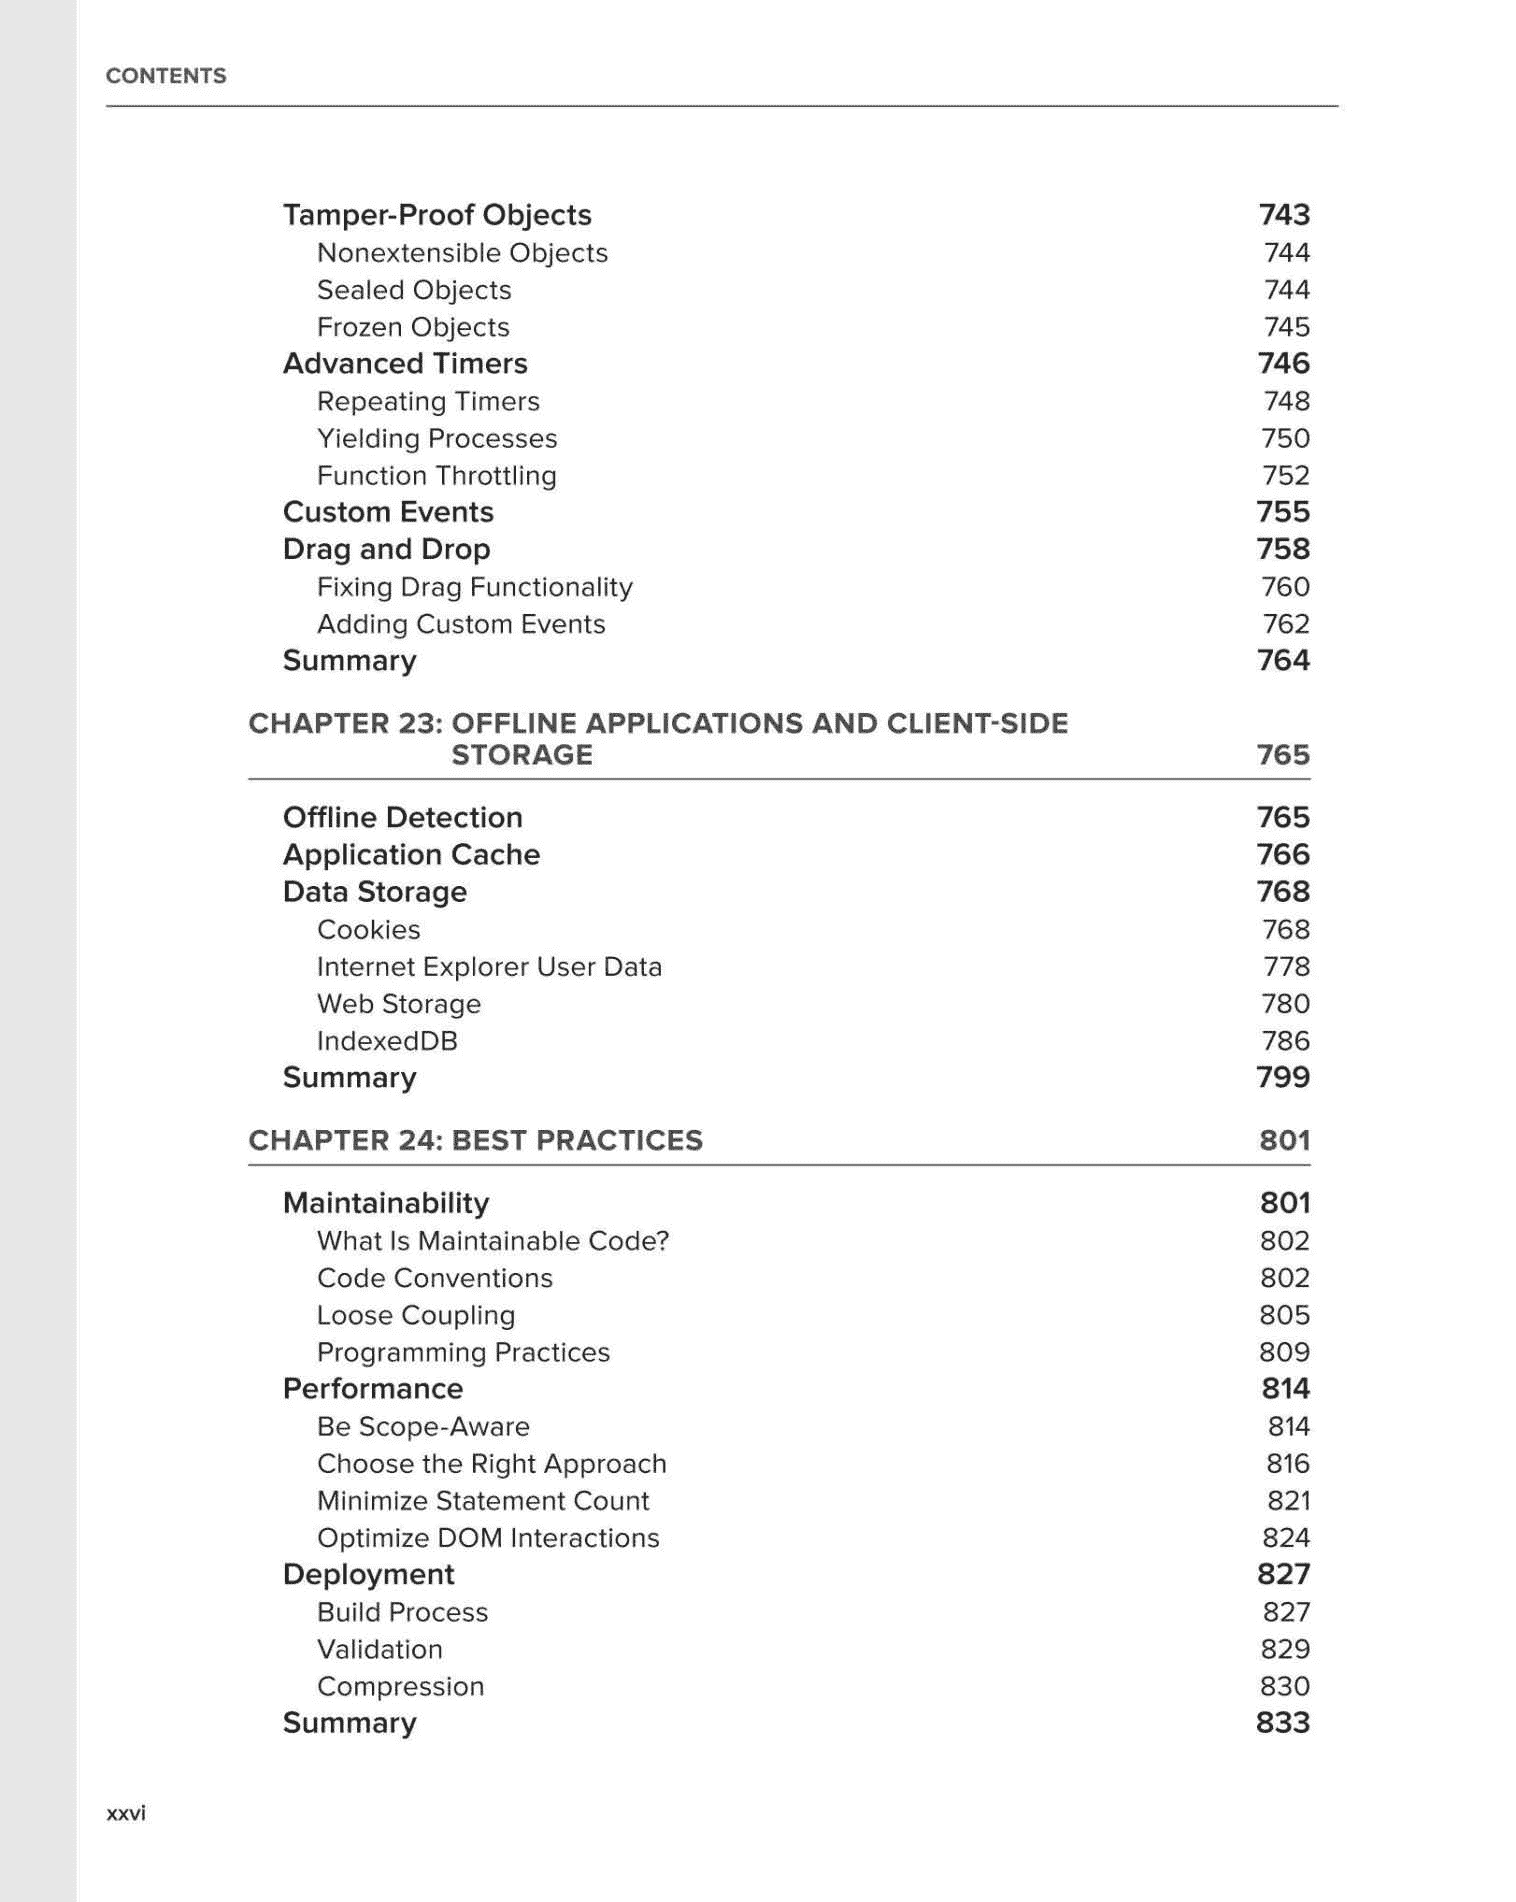 CONTENTS
Tamper-Proof Objects 743
Nonextensible Objects 744
Sealed Objects 744
Frozen Objects 745
Advanced Timers 746
Repeating Timers 748
Yielding Processes 750
Function Throttling 752
Custom Events 755
Drag and Drop 758
Fixing Drag Functionality 760
Adding Custom Events 762
Summary 764
CHAPTER 23: OFFLINE APPLICATIONS AND CLIENT-SIDE
STORAGE 765
Offline Detection 765
Application Cache 766
Data Storage 768
Cookies 768
Internet Explorer User Data 778
Web Storage 780
IndexedDB 786
Summary 799
CHAPTER 24: BEST PRACTICES 801
Maintainability 801
What Is Maintainable Code? 802
Code Conventions 802
Loose Coupling 805
Programming Practices 809
Performance 814
Be Scope-Aware 814
Choose the Right Approach 816
Minimize Statement Count 821
Optimize DOM Interactions 824
Deployment 827
Build Process 827
Validation 829
Compression 830
Summary 833
xxvi